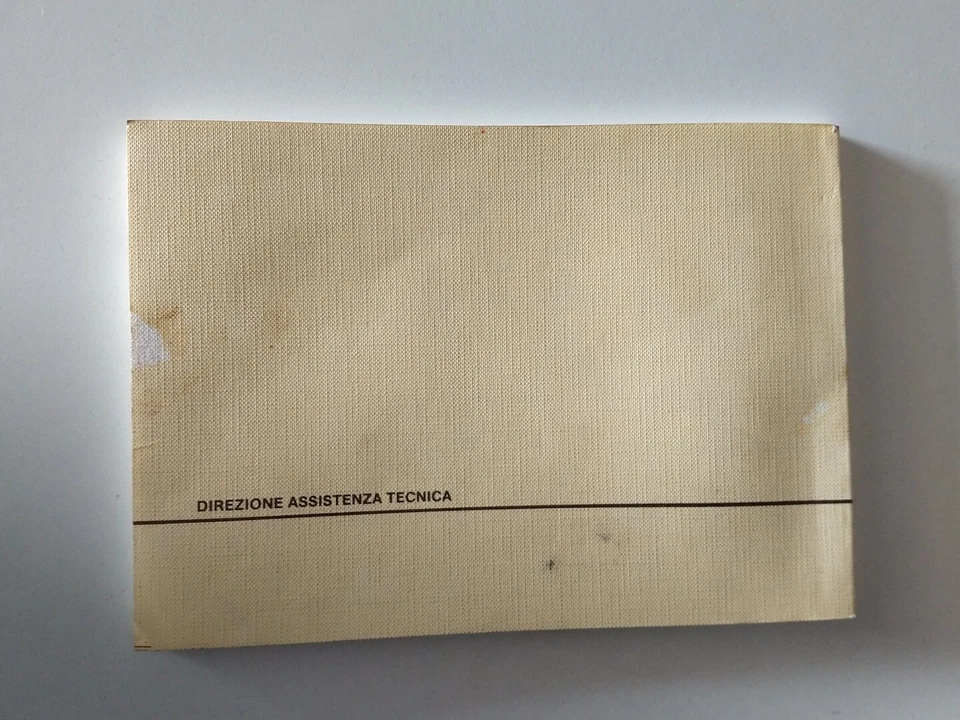 DIREZIONE ASSISTENZA TECNICA